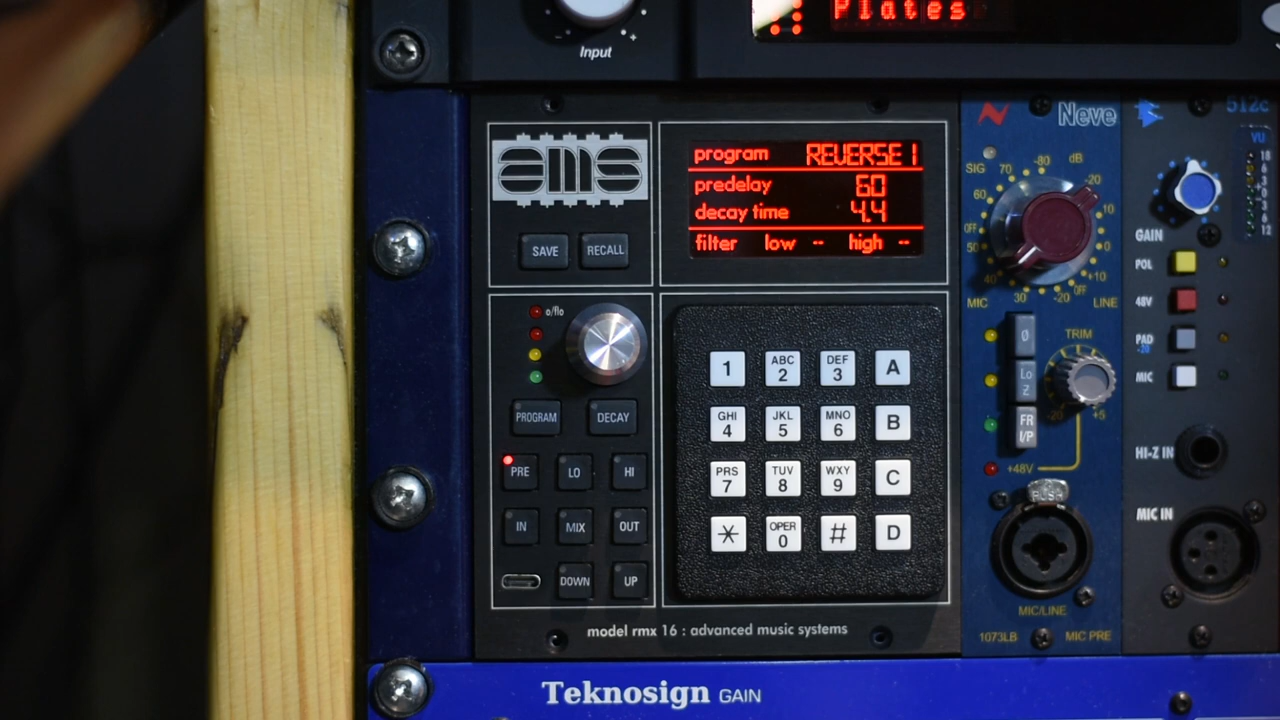 Plates
Input
ams
program REVERSE 1
predelay 60
decay time 4.4
filter low -- high --
SAVE RECALL
o/flo
PROGRAM DECAY
PRE LO HI
IN MIX OUT
DOWN UP
1 ABC 2 DEF 3 A
GHI 4 JKL 5 MNO 6 B
PRS 7 TUV 8 WXY 9 C
* OPER 0 # D
model rmx 16 : advanced music systems
Neve
dB
SIG 70 -80 -20
60 10
OFF 50 0
40 +10
30 OFF -20
MIC LINE
TRIM
Ø
Lo Z
FR I/P
-20 +5
+48V
PUSH
MIC/LINE
1073LB MIC PRE
512c
VU
18
12
GAIN
POL
48V
PAD
-20
MIC
HI-Z IN
MIC IN
Teknosign GAIN